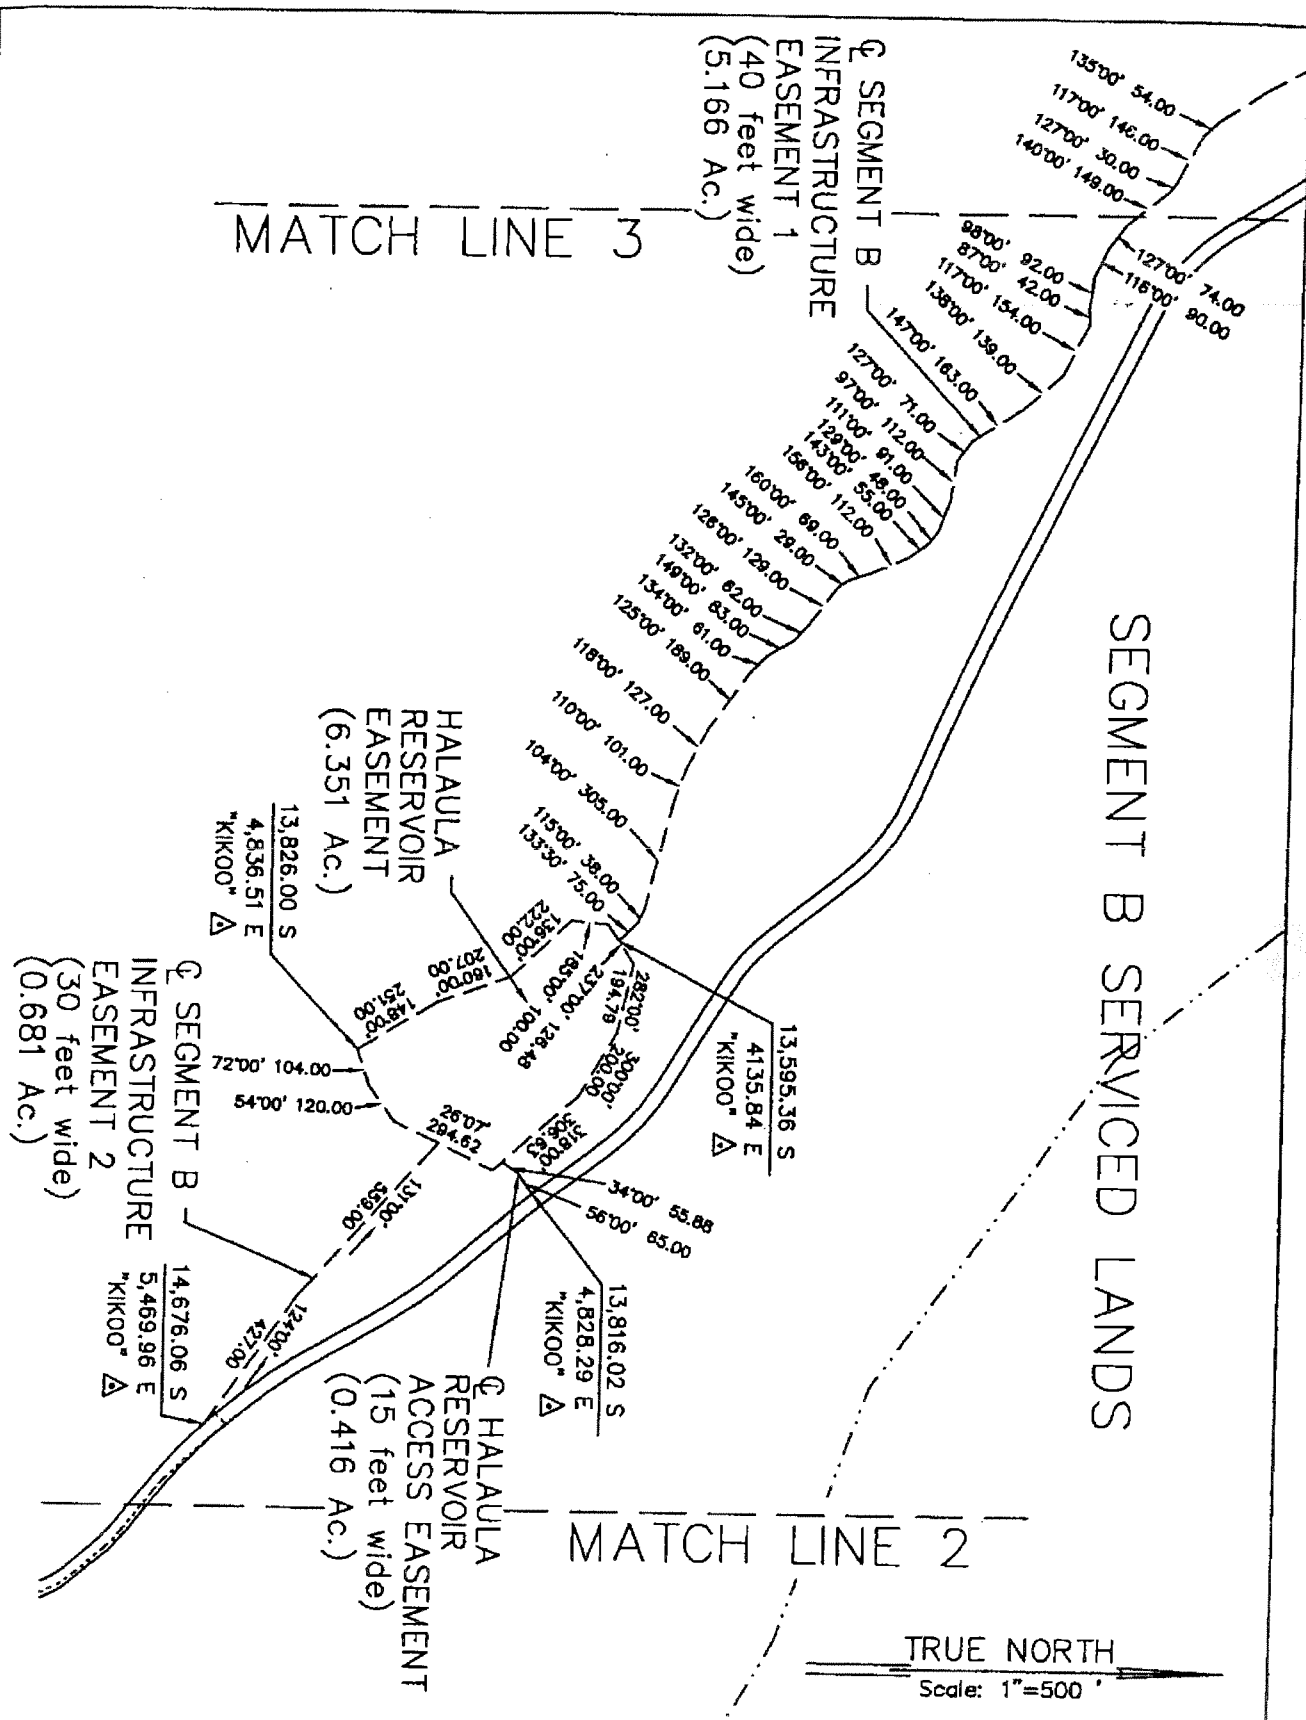 135°00' 54.00
117°00' 146.00
127°00' 30.00
140°00' 149.00
℄ SEGMENT B
INFRASTRUCTURE
EASEMENT 1
(40 feet wide)
(5.166 Ac.)
MATCH LINE 3
127°00' 74.00
116°00' 90.00
98°00' 92.00
87°00' 42.00
117°00' 154.00
138°00' 139.00
147°00' 163.00
127°00' 71.00
97°00' 112.00
111°00' 91.00
129°00' 48.00
143°00' 55.00
156°00' 112.00
160°00' 69.00
145°00' 29.00
126°00' 129.00
132°00' 62.00
149°00' 83.00
134°00' 61.00
125°00' 189.00
118°00' 127.00
110°00' 101.00
104°00' 305.00
115°00' 38.00
133°30' 75.00
SEGMENT B SERVICED LANDS
HALAULA
RESERVOIR
EASEMENT
(6.351 Ac.)
13,826.00 S
4,836.51 E
"KIKOO"
136°00'
222.00
160°00'
207.00
148°00'
251.00
185°00' 100.00
237°00' 126.48
282°00'
194.78
300°00'
200.00
318°00'
306.63
13,595.36 S
4135.84 E
"KIKOO"
72°00' 104.00
54°00' 120.00
26°07'
294.62
34°00' 55.88
56°00' 65.00
℄ SEGMENT B
INFRASTRUCTURE
EASEMENT 2
(30 feet wide)
(0.681 Ac.)
131°00'
559.00
124°00'
427.00
14,676.06 S
5,469.96 E
"KIKOO"
13,816.02 S
4,828.29 E
"KIKOO"
℄ HALAULA
RESERVOIR
ACCESS EASEMENT
(15 feet wide)
(0.416 Ac.)
MATCH LINE 2
TRUE NORTH
Scale: 1"=500 '